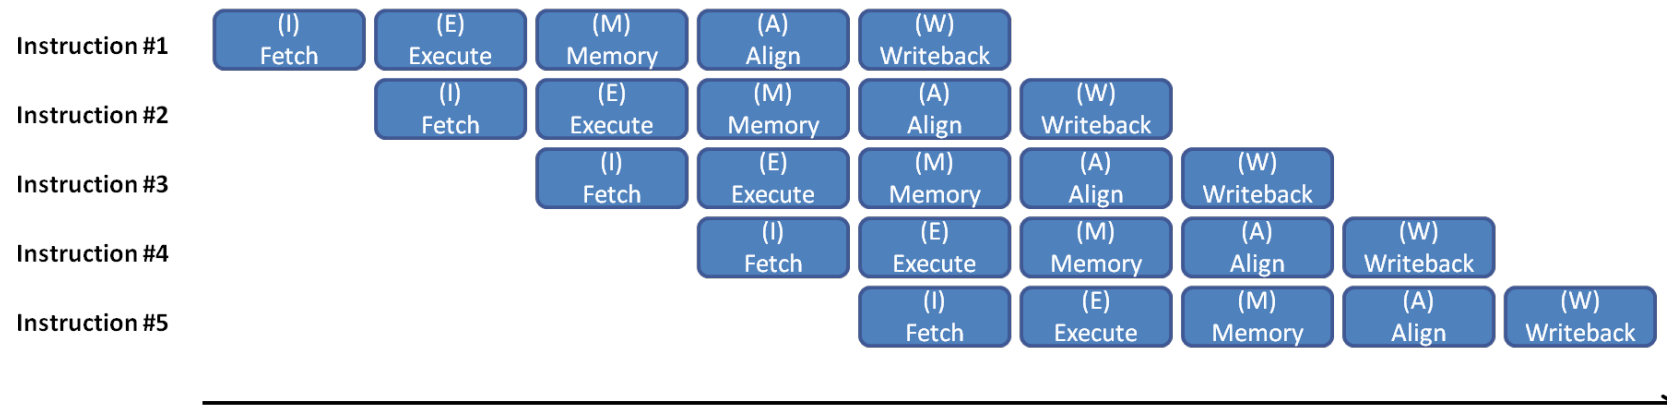 (I) (E) (M) (A) (W)
Instruction #1 Fetch Execute Memory Align Writeback
(I) (E) (M) (A) (W)
Instruction #2 Fetch Execute Memory Align Writeback
(I) (E) (M) (A) (W)
Instruction #3 Fetch Execute Memory Align Writeback
(I) (E) (M) (A) (W)
Instruction #4 Fetch Execute Memory Align Writeback
(I) (E) (M) (A) (W)
Instruction #5 Fetch Execute Memory Align Writeback